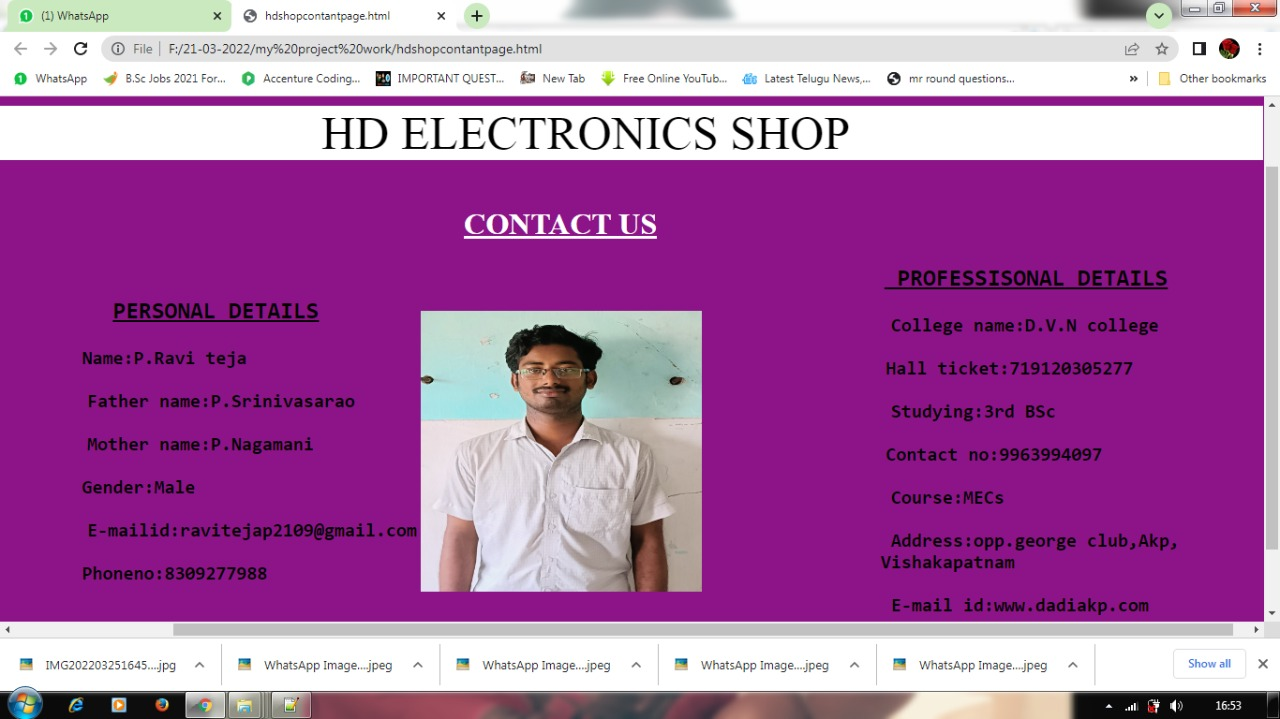 (1) WhatsApp
hdshopcontantpage.html
File
F:/21-03-2022/my%20project%20work/hdshopcontantpage.html
WhatsApp
B.Sc Jobs 2021 For...
Accenture Coding...
IMPORTANT QUEST...
New Tab
Free Online YouTub...
Latest Telugu News,...
mr round questions...
»
Other bookmarks
HD ELECTRONICS SHOP
CONTACT US
PERSONAL DETAILS
Name:P.Ravi teja
Father name:P.Srinivasarao
Mother name:P.Nagamani
Gender:Male
E-mailid:ravitejap2109@gmail.com
Phoneno:8309277988
PROFESSISONAL DETAILS
College name:D.V.N college
Hall ticket:719120305277
Studying:3rd BSc
Contact no:9963994097
Course:MECs
Address:opp.george club,Akp,
Vishakapatnam
E-mail id:www.dadiakp.com
IMG202203251645....jpg
WhatsApp Image....jpeg
WhatsApp Image....jpeg
WhatsApp Image....jpeg
WhatsApp Image....jpeg
Show all
16:53